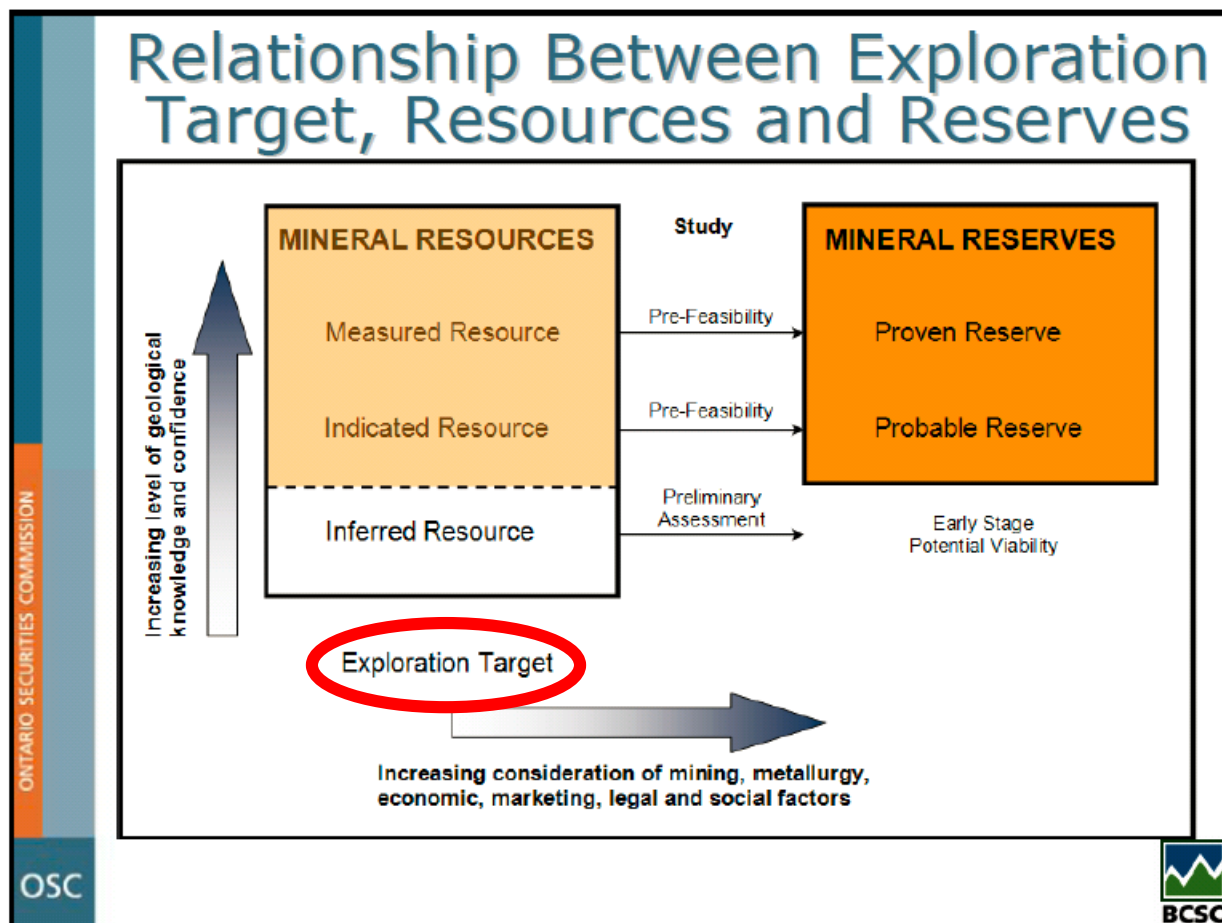 Relationship Between Exploration
Target, Resources and Reserves
MINERAL RESOURCES
Study
MINERAL RESERVES
Measured Resource
Pre-Feasibility
Proven Reserve
Indicated Resource
Pre-Feasibility
Probable Reserve
Inferred Resource
Preliminary
Assessment
Early Stage
Potential Viability
Increasing level of geological
knowledge and confidence
Exploration Target
Increasing consideration of mining, metallurgy,
economic, marketing, legal and social factors
ONTARIO SECURITIES COMMISSION
OSC
BCSC